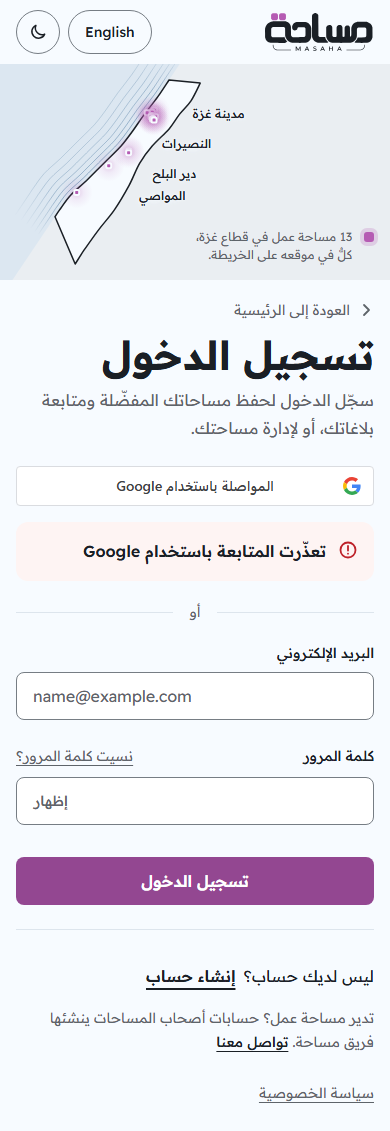 مساحة
MASAHA
English
مدينة غزة
النصيرات
دير البلح
المواصي
13 مساحة عمل في قطاع غزة،
كلٌّ في موقعه على الخريطة.
العودة إلى الرئيسية
تسجيل الدخول
سجّل الدخول لحفظ مساحاتك المفضّلة ومتابعة
بلاغاتك، أو لإدارة مساحتك.
المواصلة باستخدام Google
تعذّرت المتابعة باستخدام Google
أو
البريد الإلكتروني
name@example.com
كلمة المرور
نسيت كلمة المرور؟
إظهار
تسجيل الدخول
ليس لديك حساب؟ إنشاء حساب
تدير مساحة عمل؟ حسابات أصحاب المساحات ينشئها
فريق مساحة. تواصل معنا
سياسة الخصوصية